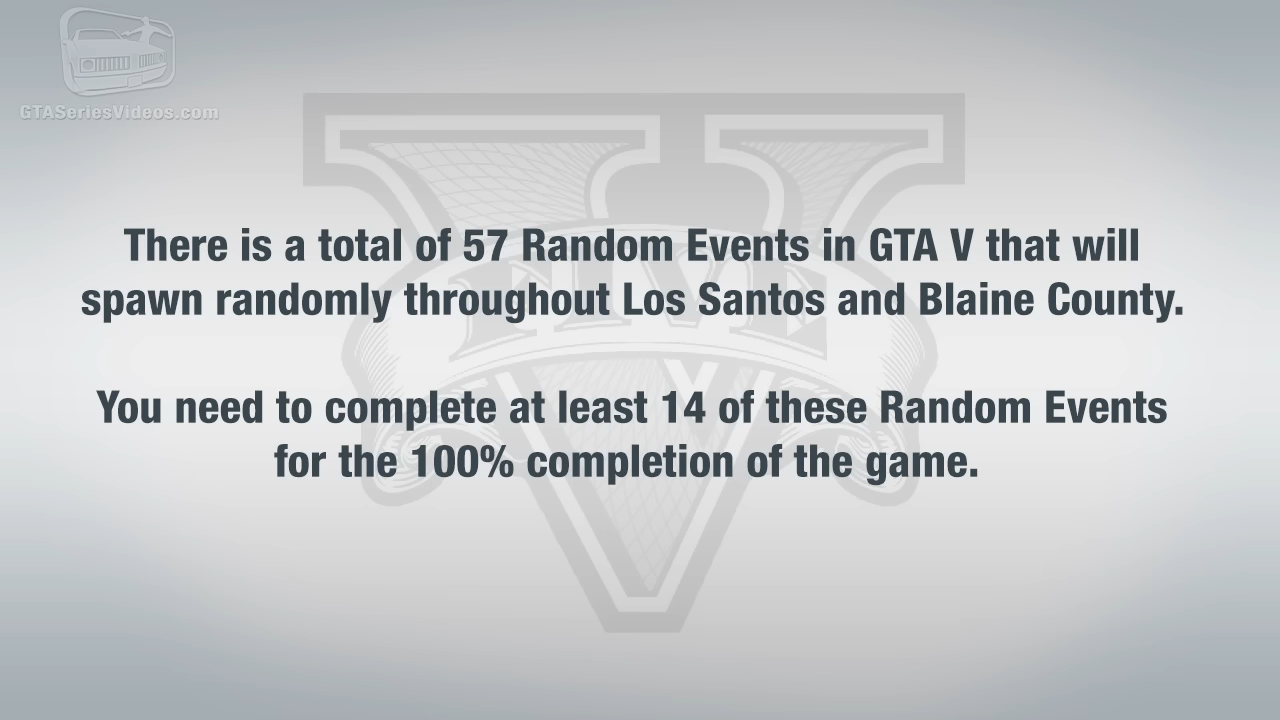 GTASeriesVideos.com
There is a total of 57 Random Events in GTA V that will
spawn randomly throughout Los Santos and Blaine County.
FIVE
You need to complete at least 14 of these Random Events
for the 100% completion of the game.